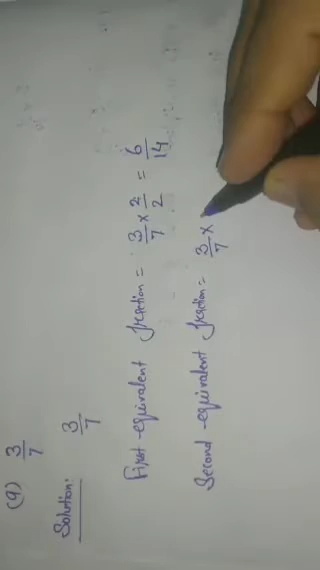 (9) 3/7
Solution: 3/7
First equivalent fraction = 3/7 × 2/2 = 6/14
Second equivalent fraction = 3/7 ×